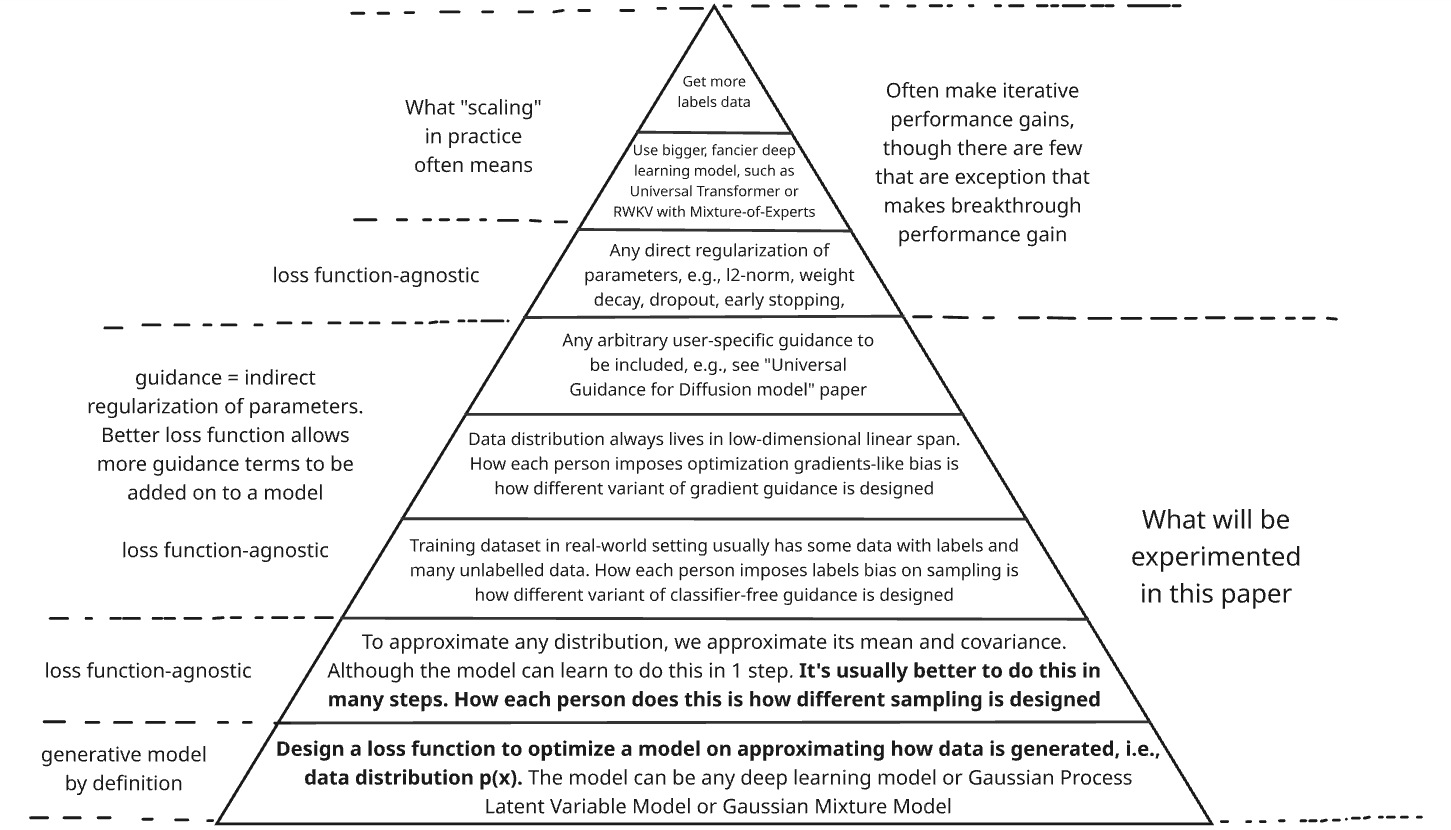 Get more
labels data
What "scaling"
in practice
often means
Often make iterative
performance gains,
though there are few
that are exception that
makes breakthrough
performance gain
Use bigger, fancier deep
learning model, such as
Universal Transformer or
RWKV with Mixture-of-Experts
loss function-agnostic
Any direct regularization of
parameters, e.g., l2-norm, weight
decay, dropout, early stopping,
guidance = indirect
regularization of parameters.
Better loss function allows
more guidance terms to be
added on to a model
loss function-agnostic
Any arbitrary user-specific guidance to
be included, e.g., see "Universal
Guidance for Diffusion model" paper
Data distribution always lives in low-dimensional linear span.
How each person imposes optimization gradients-like bias is
how different variant of gradient guidance is designed
Training dataset in real-world setting usually has some data with labels and
many unlabelled data. How each person imposes labels bias on sampling is
how different variant of classifier-free guidance is designed
What will be
experimented
in this paper
loss function-agnostic
To approximate any distribution, we approximate its mean and covariance.
Although the model can learn to do this in 1 step. It's usually better to do this in
many steps. How each person does this is how different sampling is designed
generative model
by definition
Design a loss function to optimize a model on approximating how data is generated, i.e.,
data distribution p(x). The model can be any deep learning model or Gaussian Process
Latent Variable Model or Gaussian Mixture Model